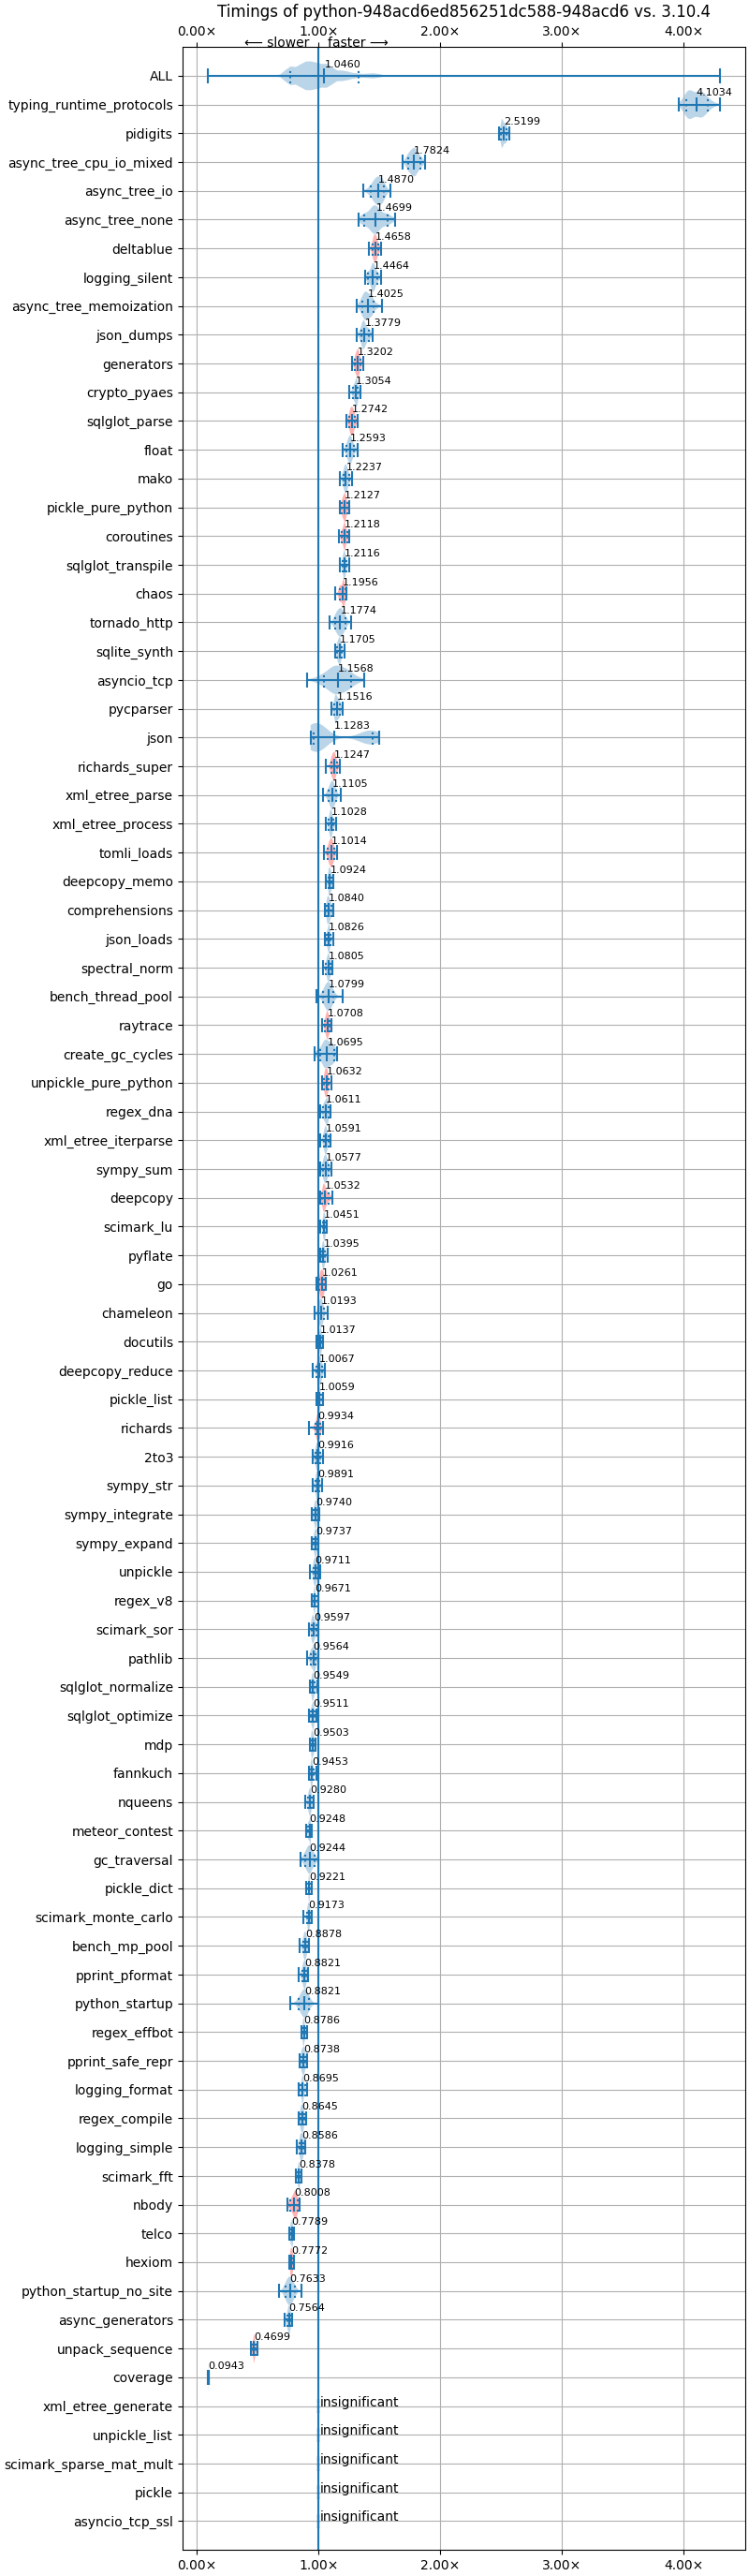 Timings of python-948acd6ed856251dc588-948acd6 vs. 3.10.4
0.00× 1.00× 2.00× 3.00× 4.00×
⟵ slower faster ⟶
ALL 1.0460
typing_runtime_protocols 4.1034
pidigits 2.5199
async_tree_cpu_io_mixed 1.7824
async_tree_io 1.4870
async_tree_none 1.4699
deltablue 1.4658
logging_silent 1.4464
async_tree_memoization 1.4025
json_dumps 1.3779
generators 1.3202
crypto_pyaes 1.3054
sqlglot_parse 1.2742
float 1.2593
mako 1.2237
pickle_pure_python 1.2127
coroutines 1.2118
sqlglot_transpile 1.2116
chaos 1.1956
tornado_http 1.1774
sqlite_synth 1.1705
asyncio_tcp 1.1568
pycparser 1.1516
json 1.1283
richards_super 1.1247
xml_etree_parse 1.1105
xml_etree_process 1.1028
tomli_loads 1.1014
deepcopy_memo 1.0924
comprehensions 1.0840
json_loads 1.0826
spectral_norm 1.0805
bench_thread_pool 1.0799
raytrace 1.0708
create_gc_cycles 1.0695
unpickle_pure_python 1.0632
regex_dna 1.0611
xml_etree_iterparse 1.0591
sympy_sum 1.0577
deepcopy 1.0532
scimark_lu 1.0451
pyflate 1.0395
go 1.0261
chameleon 1.0193
docutils 1.0137
deepcopy_reduce 1.0067
pickle_list 1.0059
richards 0.9934
2to3 0.9916
sympy_str 0.9891
sympy_integrate 0.9740
sympy_expand 0.9737
unpickle 0.9711
regex_v8 0.9671
scimark_sor 0.9597
pathlib 0.9564
sqlglot_normalize 0.9549
sqlglot_optimize 0.9511
mdp 0.9503
fannkuch 0.9453
nqueens 0.9280
meteor_contest 0.9248
gc_traversal 0.9244
pickle_dict 0.9221
scimark_monte_carlo 0.9173
bench_mp_pool 0.8878
pprint_pformat 0.8821
python_startup 0.8821
regex_effbot 0.8786
pprint_safe_repr 0.8738
logging_format 0.8695
regex_compile 0.8645
logging_simple 0.8586
scimark_fft 0.8378
nbody 0.8008
telco 0.7789
hexiom 0.7772
python_startup_no_site 0.7633
async_generators 0.7564
unpack_sequence 0.4699
coverage 0.0943
xml_etree_generate insignificant
unpickle_list insignificant
scimark_sparse_mat_mult insignificant
pickle insignificant
asyncio_tcp_ssl insignificant
0.00× 1.00× 2.00× 3.00× 4.00×